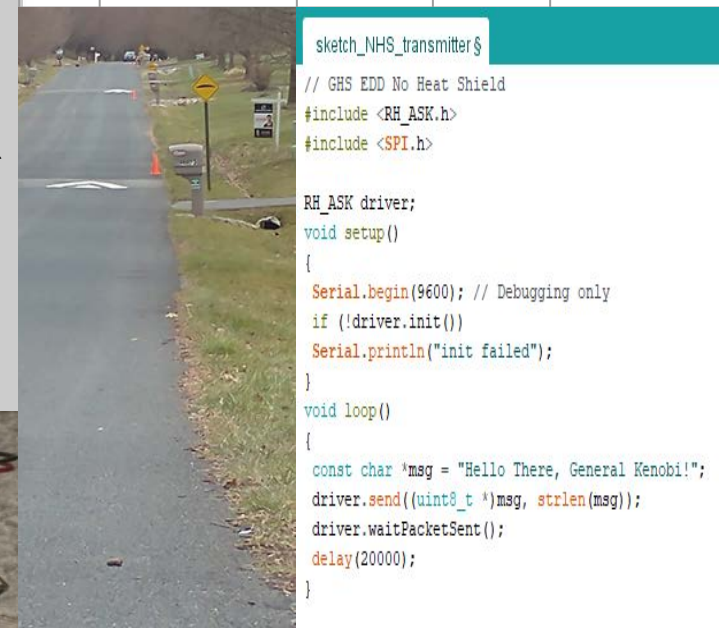 sketch_NHS_transmitter §
// GHS EDD No Heat Shield
#include <RH_ASK.h>
#include <SPI.h>
RH_ASK driver;
void setup()
{
Serial.begin(9600); // Debugging only
if (!driver.init())
Serial.println("init failed");
}
void loop()
{
const char *msg = "Hello There, General Kenobi!";
driver.send((uint8_t *)msg, strlen(msg));
driver.waitPacketSent();
delay(20000);
}